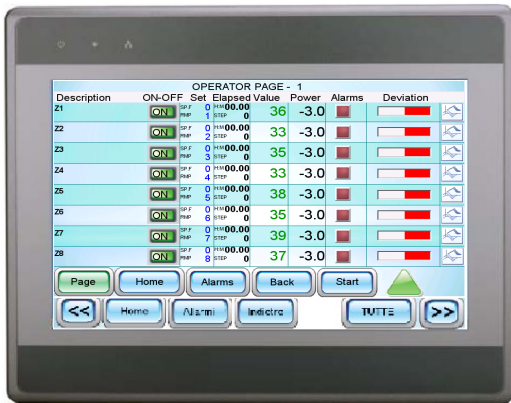 OPERATOR PAGE - 1
Description ON-OFF Set Elapsed Value Power Alarms Deviation
Z1 ON SP.F 0 H:M 00.00 36 -3.0
RMP 1 STEP 0
Z2 ON SP.F 0 H:M 00.00 33 -3.0
RMP 2 STEP 0
Z3 ON SP.F 0 H:M 00.00 35 -3.0
RMP 3 STEP 0
Z4 ON SP.F 0 H:M 00.00 33 -3.0
RMP 4 STEP 0
Z5 ON SP.F 0 H:M 00.00 38 -3.0
RMP 5 STEP 0
Z6 ON SP.F 0 H:M 00.00 35 -3.0
RMP 6 STEP 0
Z7 ON SP.F 0 H:M 00.00 39 -3.0
RMP 7 STEP 0
Z8 ON SP.F 0 H:M 00.00 37 -3.0
RMP 8 STEP 0
Page Home Alarms Back Start
<< Home Allarmi Indietro TUTTE >>